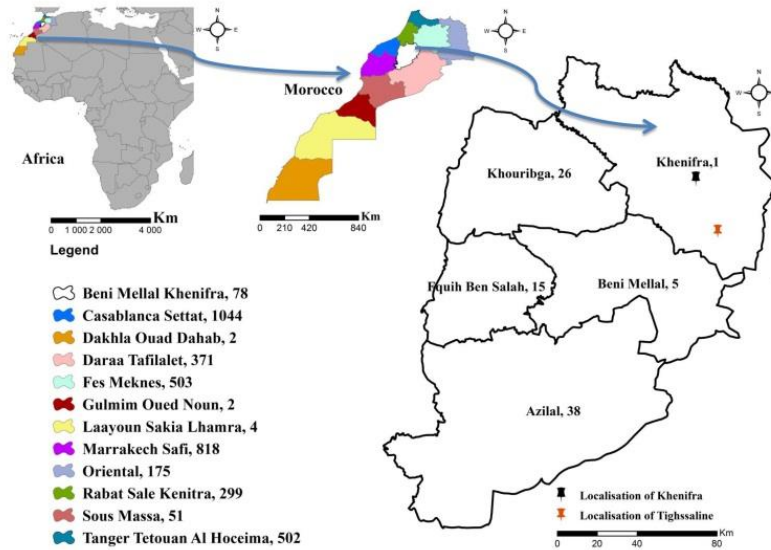 N
W E
S
N
W E
S
N
W E
S
Africa
Morocco
Km
0 1 000 2 000 4 000
Km
0 210 420 840
Legend
Beni Mellal Khenifra, 78
Casablanca Settat, 1044
Dakhla Ouad Dahab, 2
Daraa Tafilalet, 371
Fes Meknes, 503
Gulmim Oued Noun, 2
Laayoun Sakia Lhamra, 4
Marrakech Safi, 818
Oriental, 175
Rabat Sale Kenitra, 299
Sous Massa, 51
Tanger Tetouan Al Hoceima, 502
Khenifra,1
Khouribga, 26
Fquih Ben Salah, 15
Beni Mellal, 5
Azilal, 38
Localisation of Khenifra
Localisation of Tighssaline
Km
0 20 40 80